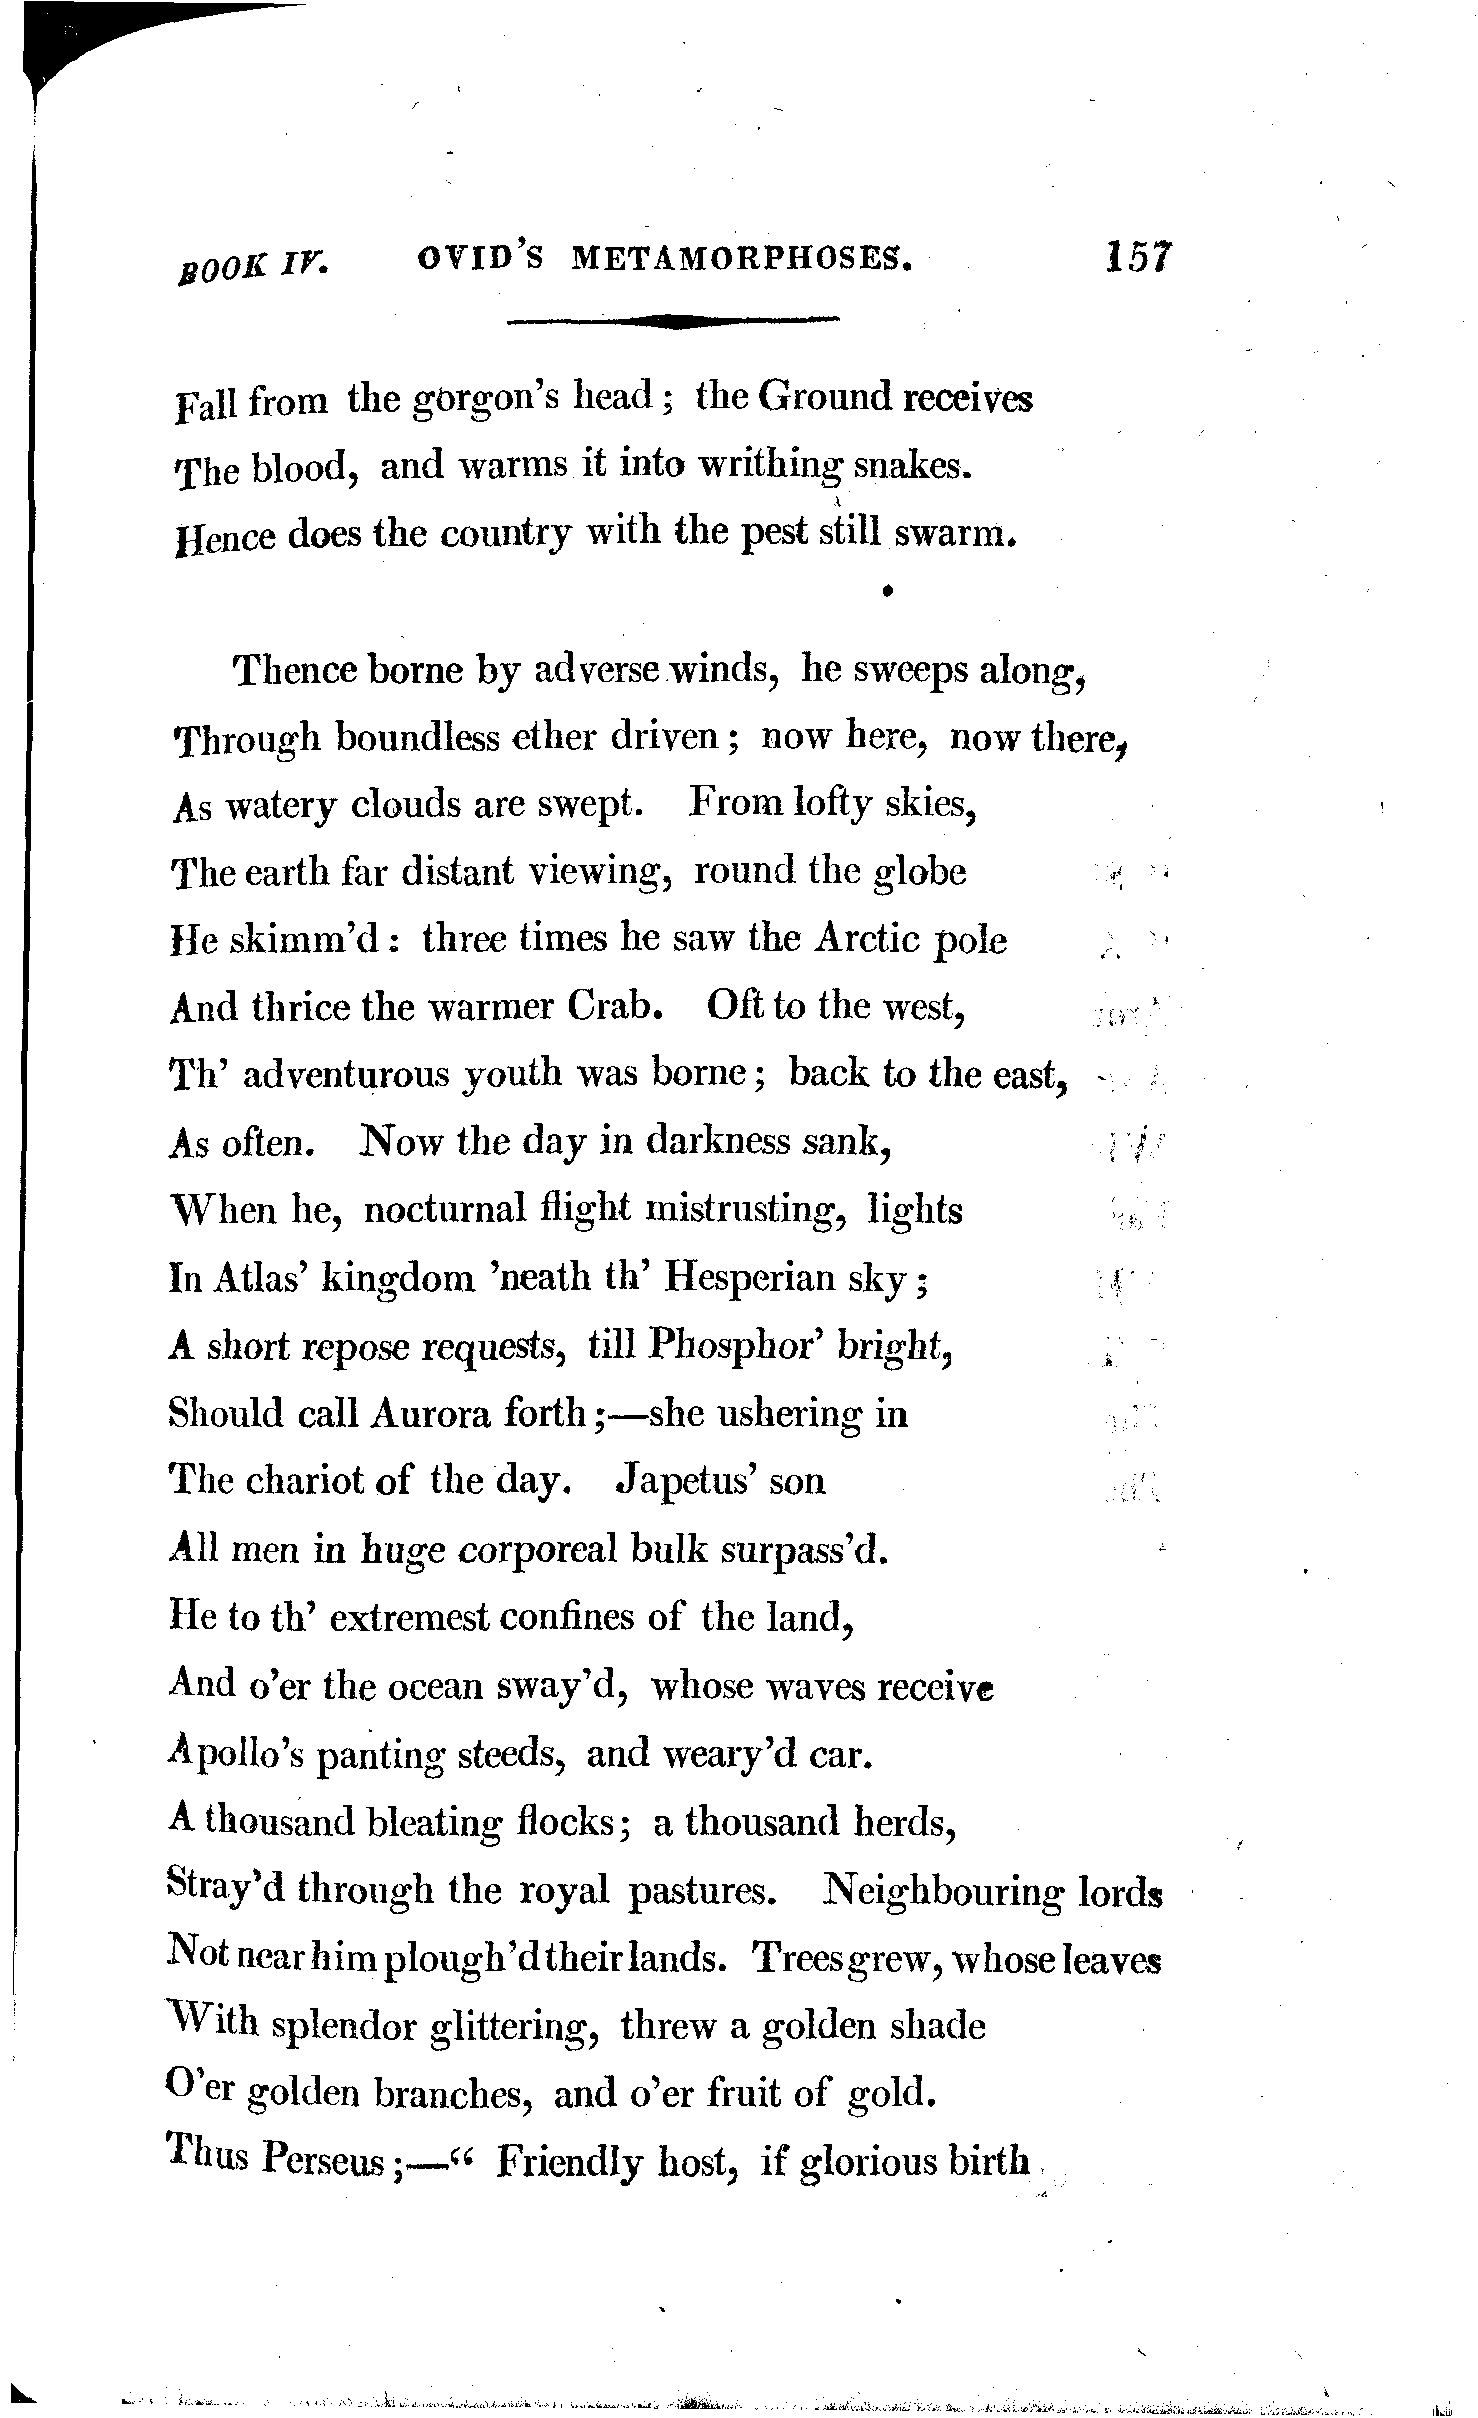 BOOK IV. OVID'S METAMORPHOSES. 157
Fall from the gorgon's head; the Ground receives
The blood, and warms it into writhing snakes.
Hence does the country with the pest still swarm.
Thence borne by adverse winds, he sweeps along,
Through boundless ether driven; now here, now there,
As watery clouds are swept. From lofty skies,
The earth far distant viewing, round the globe
He skimm'd: three times he saw the Arctic pole
And thrice the warmer Crab. Oft to the west,
Th' adventurous youth was borne; back to the east,
As often. Now the day in darkness sank,
When he, nocturnal flight mistrusting, lights
In Atlas' kingdom 'neath th' Hesperian sky;
A short repose requests, till Phosphor' bright,
Should call Aurora forth;—she ushering in
The chariot of the day. Japetus' son
All men in huge corporeal bulk surpass'd.
He to th' extremest confines of the land,
And o'er the ocean sway'd, whose waves receive
Apollo's panting steeds, and weary'd car.
A thousand bleating flocks; a thousand herds,
Stray'd through the royal pastures. Neighbouring lords
Not near him plough'd their lands. Trees grew, whose leaves
With splendor glittering, threw a golden shade
O'er golden branches, and o'er fruit of gold.
Thus Perseus;—" Friendly host, if glorious birth